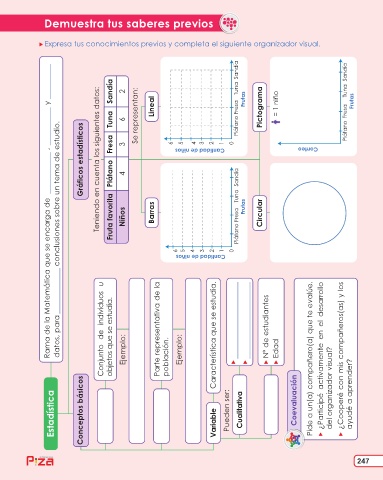 Demuestra tus saberes previos
Expresa tus conocimientos previos y completa el siguiente organizador visual.
Estadística
Rama de la Matemática que se encarga de ________, ________ y ________
datos, para ________ conclusiones sobre un tema de estudio.
Conceptos básicos
Conjunto de individuos u
objetos que se estudia.
Ejemplo:
Parte representativa de la
población.
Ejemplo:
Variable
Característica que se estudia.
Pueden ser:
Cualitativa
N° de estudiantes
Edad
Gráficos estadísticos
Teniendo en cuenta los siguientes datos:
Fruta favorita Plátano Fresa Tuna Sandía
Niños 4 3 6 2
Se representan:
Barras
Cantidad de niños
6
5
4
3
2
1
0
Plátano Fresa Tuna Sandía
Frutas
Lineal
Cantidad de niños
6
5
4
3
2
1
0
Plátano Fresa Tuna Sandía
Frutas
Circular
Pictograma
= 1 niño
Conteo
Plátano Fresa Tuna Sandía
Frutas
Coevaluación
Pide a un(a) compañero(a) que te evalúe.
¿Participé activamente en el desarrollo
del organizador visual?
¿Cooperé con mis compañeros(as) y los
ayudé a aprender?
Pizza
247